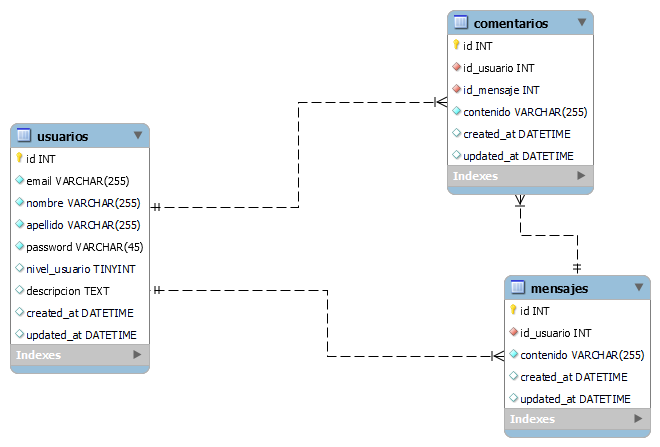 comentarios
id INT
id_usuario INT
id_mensaje INT
contenido VARCHAR(255)
created_at DATETIME
updated_at DATETIME
Indexes
usuarios
id INT
email VARCHAR(255)
nombre VARCHAR(255)
apellido VARCHAR(255)
password VARCHAR(45)
nivel_usuario TINYINT
descripcion TEXT
created_at DATETIME
updated_at DATETIME
Indexes
mensajes
id INT
id_usuario INT
contenido VARCHAR(255)
created_at DATETIME
updated_at DATETIME
Indexes